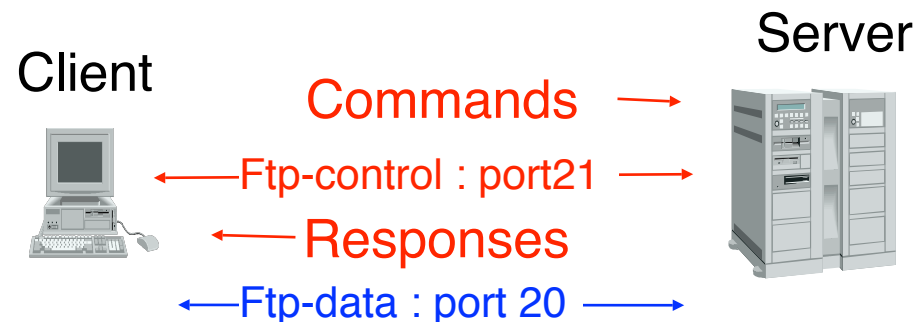 Server
Client
Commands
Ftp-control : port21
Responses
Ftp-data : port 20